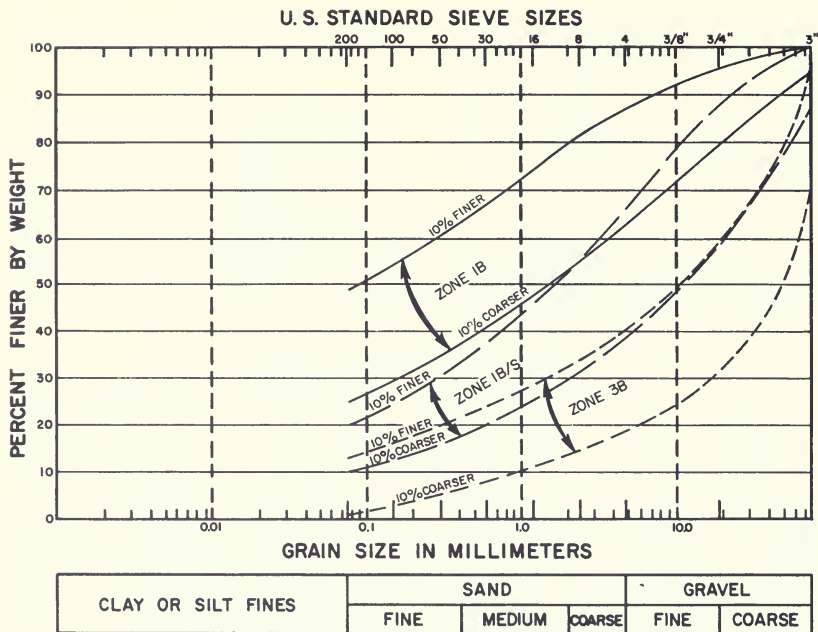 U.S. STANDARD SIEVE SIZES
200 100 50 30 16 8 4 3/8" 3/4" 3"
100
90
80
70
60
50
40
30
20
10
0
PERCENT FINER BY WEIGHT
10% FINER
ZONE 1B
10% COARSER
10% FINER
ZONE 1B/S
10% FINER
10% COARSER
ZONE 3B
10% COARSER
0.01 0.1 1.0 10.0
GRAIN SIZE IN MILLIMETERS
CLAY OR SILT FINES SAND GRAVEL
FINE MEDIUM COARSE FINE COARSE